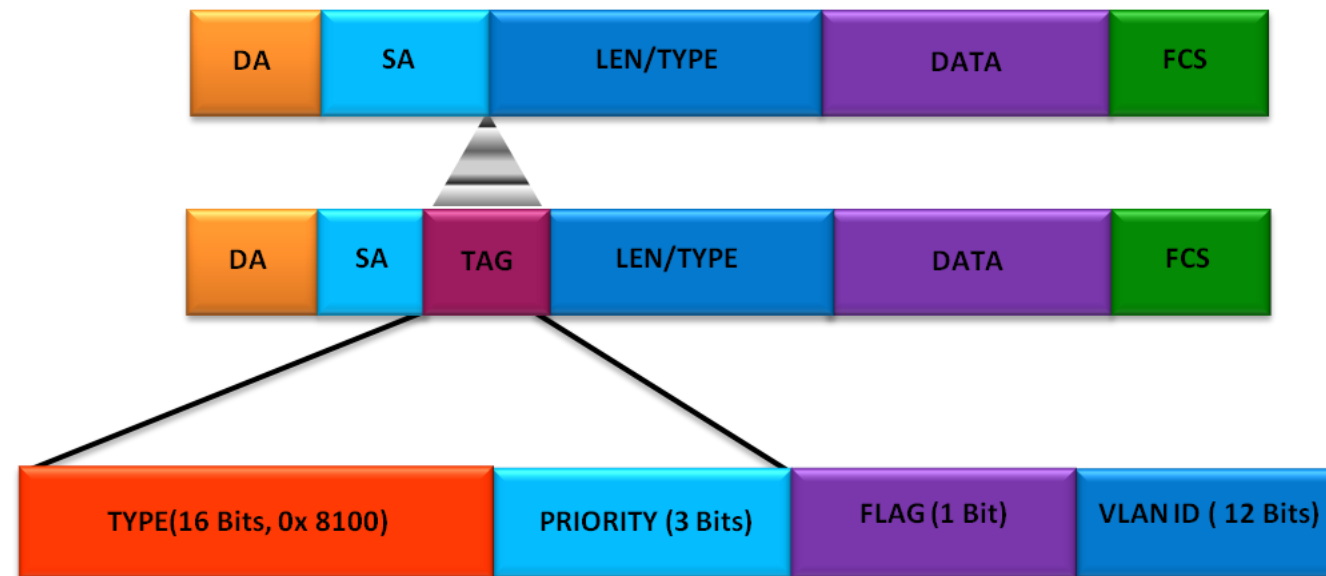 DA SA LEN/TYPE DATA FCS
DA SA TAG LEN/TYPE DATA FCS
TYPE(16 Bits, 0x 8100) PRIORITY (3 Bits) FLAG (1 Bit) VLAN ID ( 12 Bits)